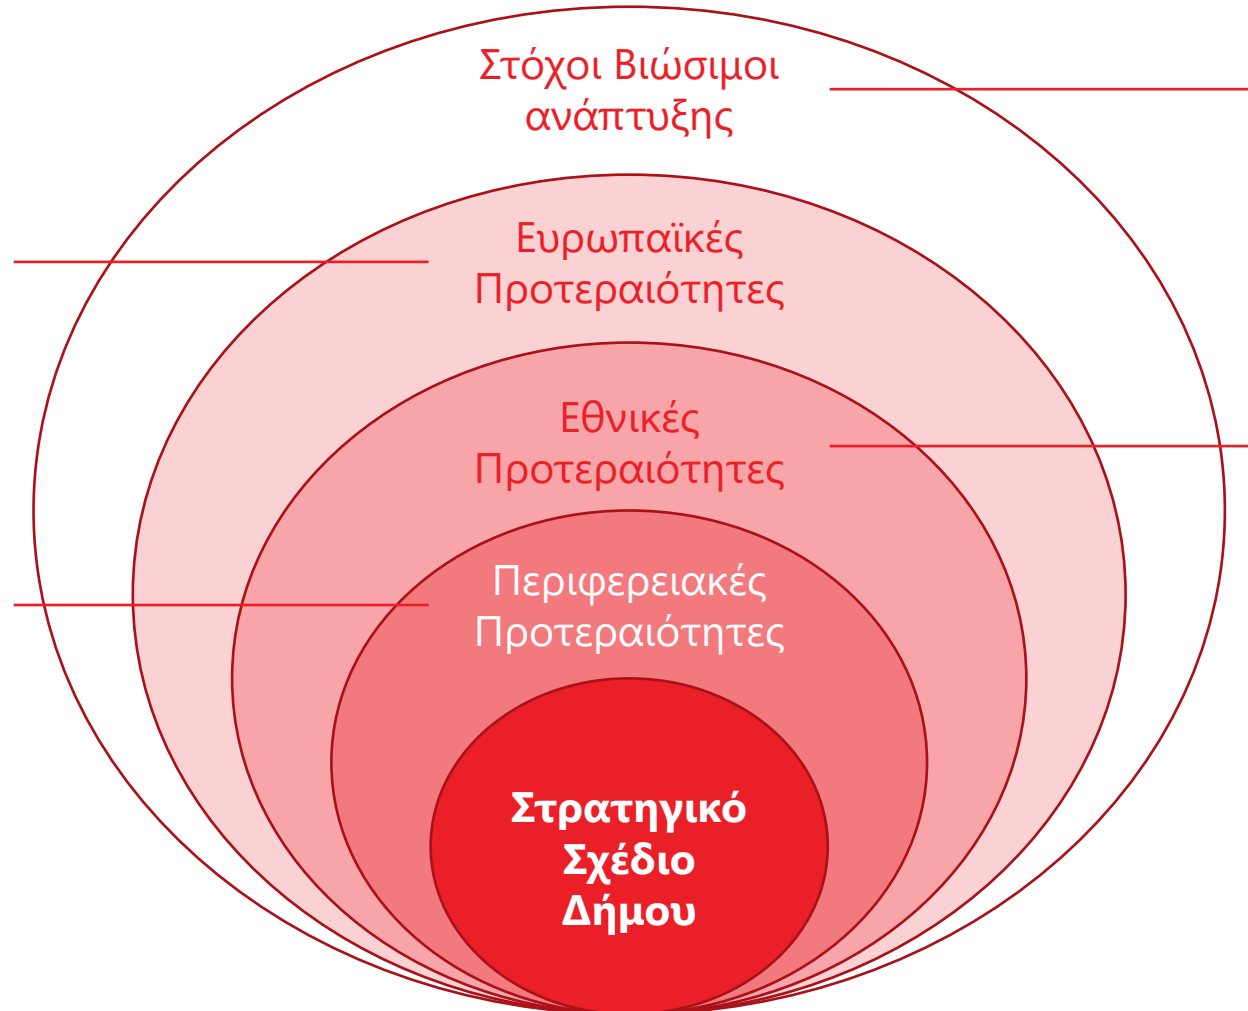 Στόχοι Βιώσιμοι
ανάπτυξης
Ευρωπαϊκές
Προτεραιότητες
Εθνικές
Προτεραιότητες
Περιφερειακές
Προτεραιότητες
Στρατηγικό
Σχέδιο
Δήμου